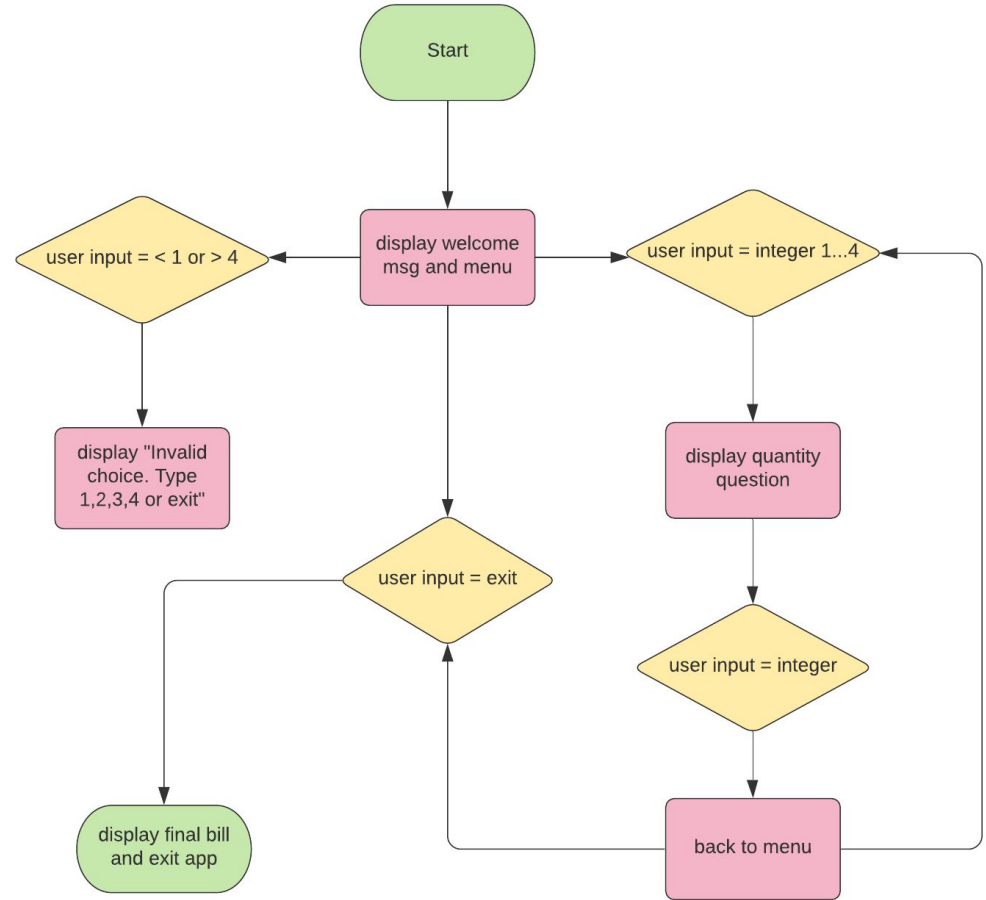 Start
display welcome
msg and menu
user input = < 1 or > 4
user input = integer 1...4
display "Invalid
choice. Type
1,2,3,4 or exit"
display quantity
question
user input = exit
user input = integer
display final bill
and exit app
back to menu